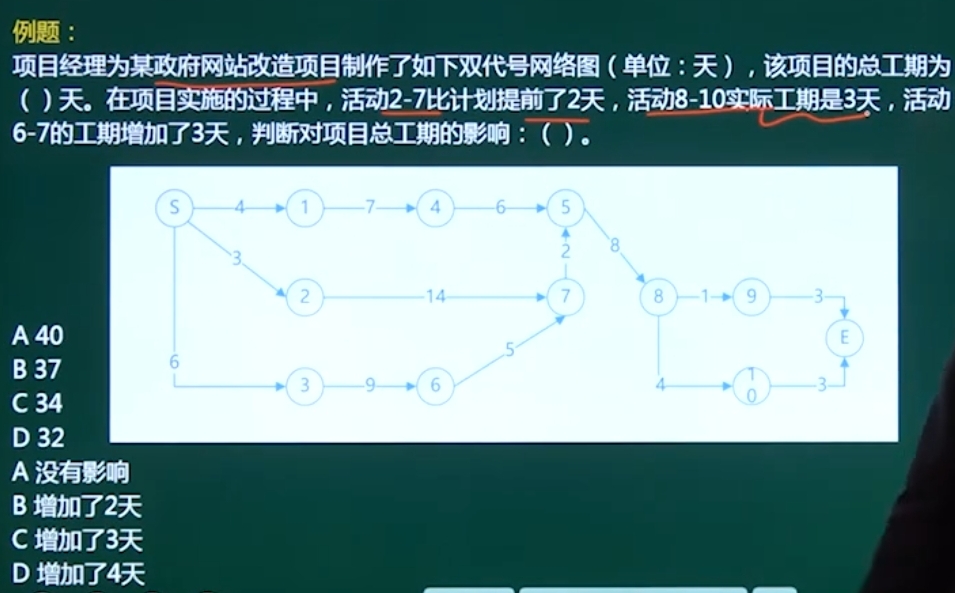 例题：
项目经理为某政府网站改造项目制作了如下双代号网络图（单位：天），该项目的总工期为
（ ）天。在项目实施的过程中，活动2-7比计划提前了2天，活动8-10实际工期是3天，活动
6-7的工期增加了3天，判断对项目总工期的影响：（ ）。
S 4 1 7 4 6 5
3
2
8
2 14 7
8 1 9 3
E
6
5
3 9 6
4 10 3
A 40
B 37
C 34
D 32
A 没有影响
B 增加了2天
C 增加了3天
D 增加了4天